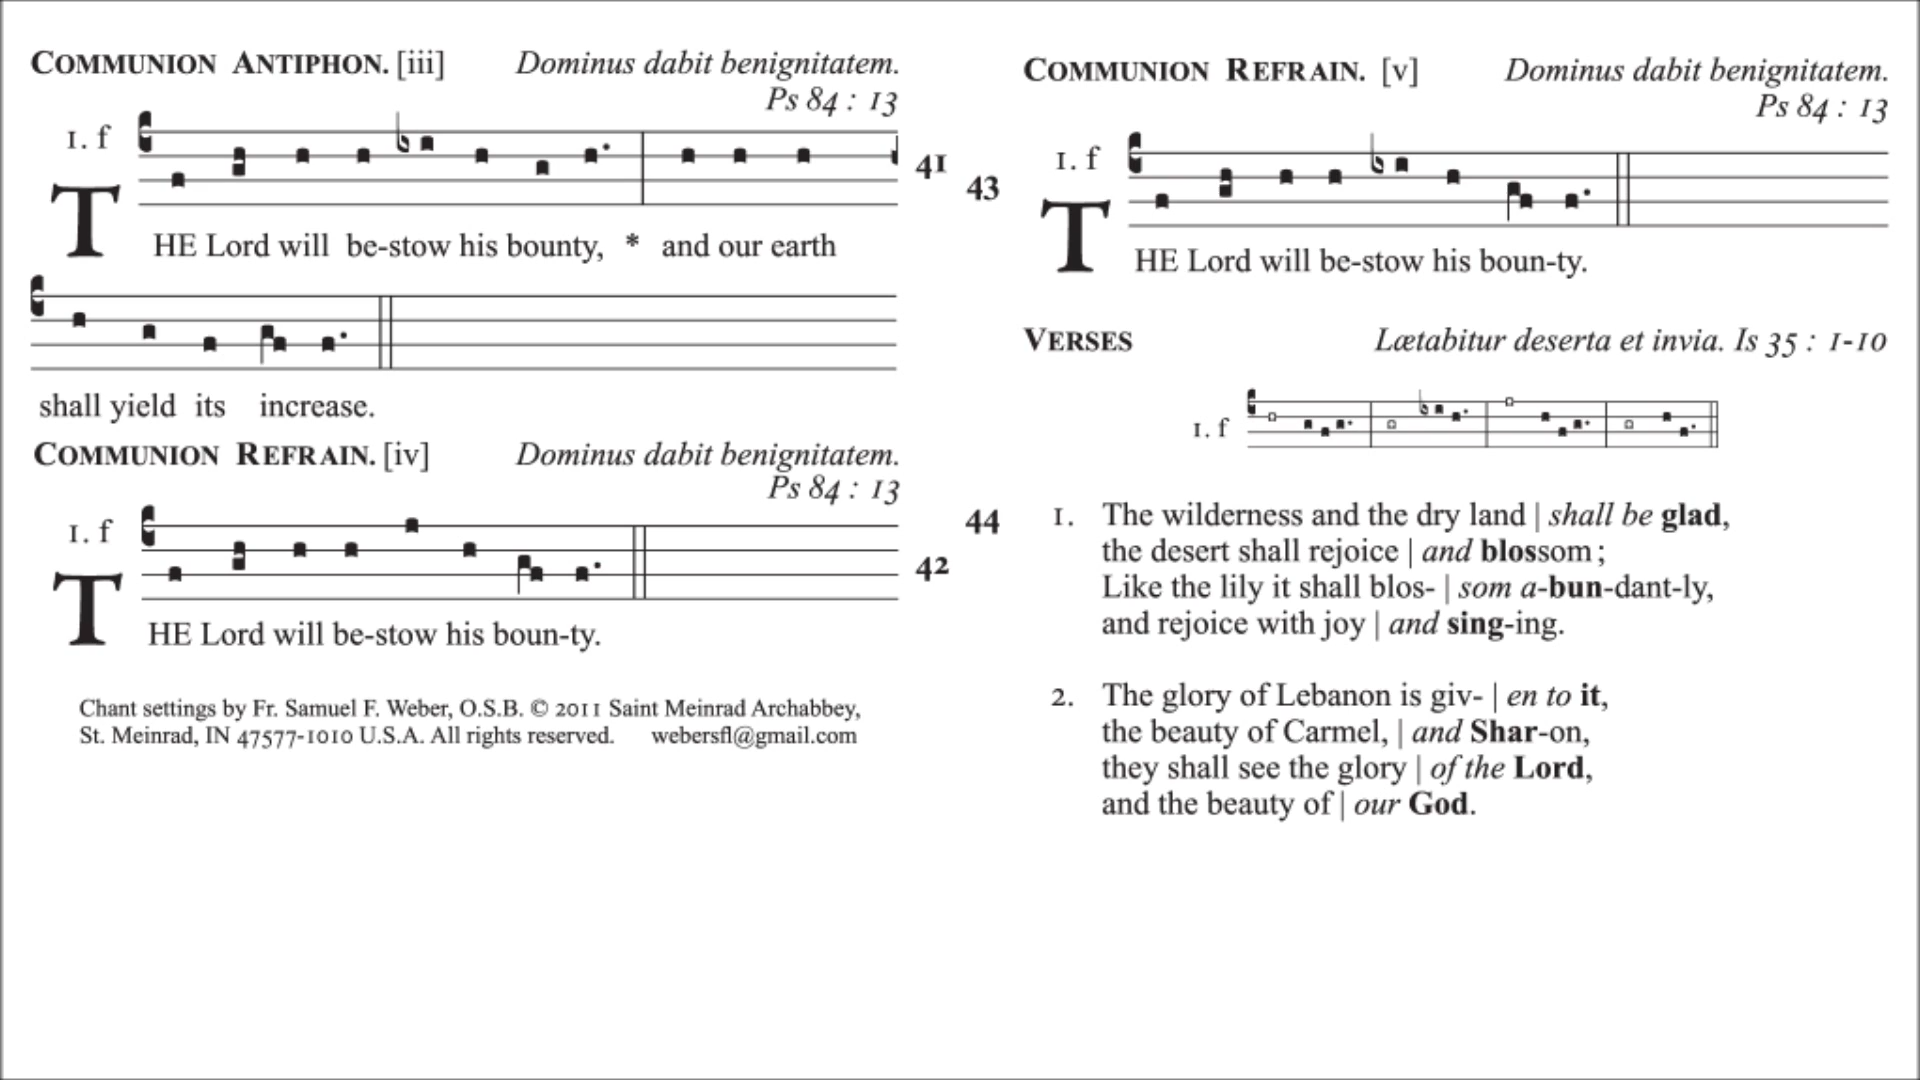 COMMUNION ANTIPHON. [iii] Dominus dabit benignitatem.
Ps 84 : 13
1. f
41
THE Lord will be-stow his bounty, * and our earth
shall yield its increase.
COMMUNION REFRAIN. [iv] Dominus dabit benignitatem.
Ps 84 : 13
1. f
42
THE Lord will be-stow his boun-ty.
Chant settings by Fr. Samuel F. Weber, O.S.B. © 2011 Saint Meinrad Archabbey,
St. Meinrad, IN 47577-1010 U.S.A. All rights reserved. webersfl@gmail.com
COMMUNION REFRAIN. [v] Dominus dabit benignitatem.
Ps 84 : 13
43 1. f
THE Lord will be-stow his boun-ty.
VERSES Lætabitur deserta et invia. Is 35 : 1-10
1. f
44 1. The wilderness and the dry land | shall be glad,
the desert shall rejoice | and blossom ;
Like the lily it shall blos- | som a-bun-dant-ly,
and rejoice with joy | and sing-ing.
2. The glory of Lebanon is giv- | en to it,
the beauty of Carmel, | and Shar-on,
they shall see the glory | of the Lord,
and the beauty of | our God.